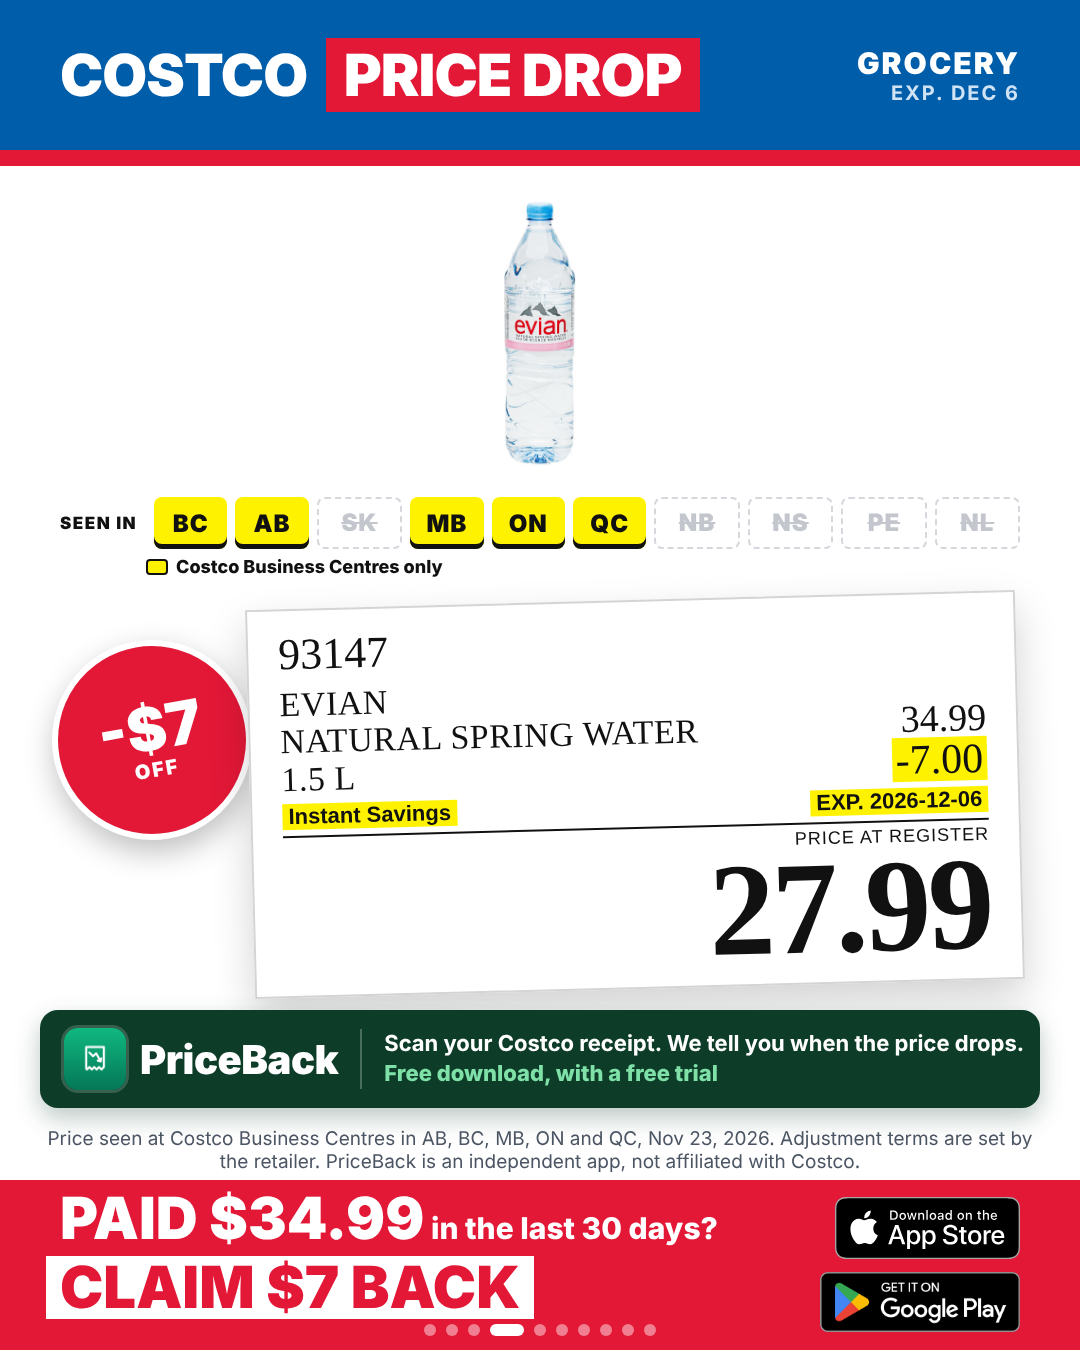 COSTCO PRICE DROP
GROCERY
EXP. DEC 6
evian
SEEN IN BC AB SK MB ON QC NB NS PE NL
Costco Business Centres only
-$7
OFF
93147
EVIAN
NATURAL SPRING WATER
1.5 L
Instant Savings
34.99
-7.00
EXP. 2026-12-06
PRICE AT REGISTER
27.99
PriceBack
Scan your Costco receipt. We tell you when the price drops.
Free download, with a free trial
Price seen at Costco Business Centres in AB, BC, MB, ON and QC, Nov 23, 2026. Adjustment terms are set by
the retailer. PriceBack is an independent app, not affiliated with Costco.
PAID $34.99 in the last 30 days?
CLAIM $7 BACK
Download on the
App Store
GET IT ON
Google Play